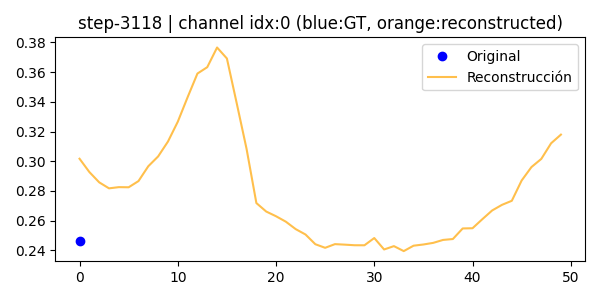 step-3118 | channel idx:0 (blue:GT, orange:reconstructed)
Original
Reconstrucción
0.38
0.36
0.34
0.32
0.30
0.28
0.26
0.24
0 10 20 30 40 50